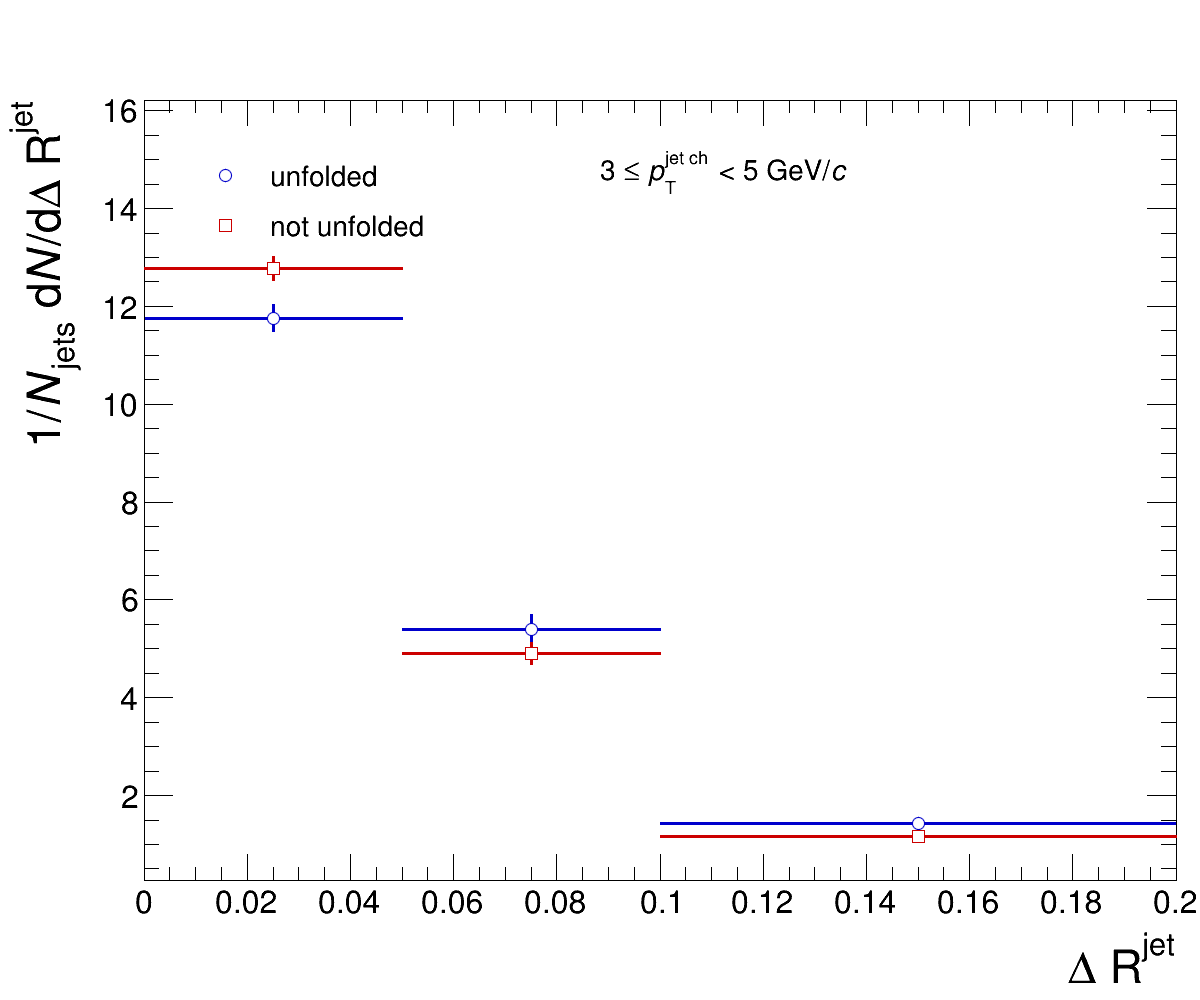 1/N_jets dN/dΔ R^jet
16
14
12
10
8
6
4
2
unfolded
not unfolded
3 ≤ p_T^jet ch < 5 GeV/c
0 0.02 0.04 0.06 0.08 0.1 0.12 0.14 0.16 0.18 0.2
Δ R^jet